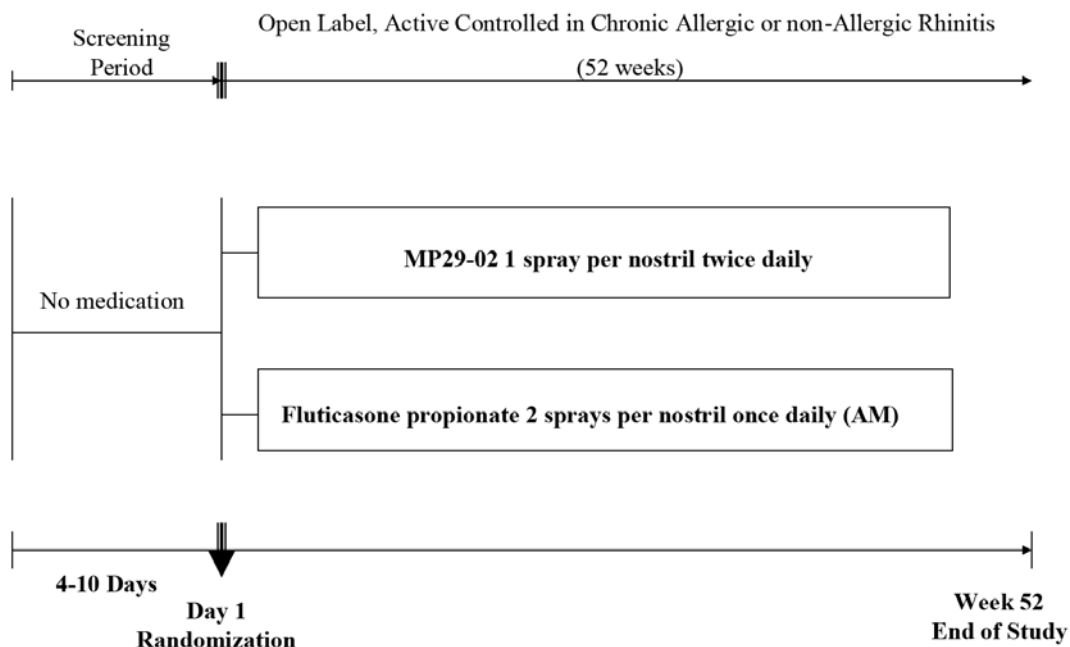 Screening
Period
Open Label, Active Controlled in Chronic Allergic or non-Allergic Rhinitis
(52 weeks)
MP29-02 1 spray per nostril twice daily
No medication
Fluticasone propionate 2 sprays per nostril once daily (AM)
4-10 Days
Day 1
Randomization
Week 52
End of Study